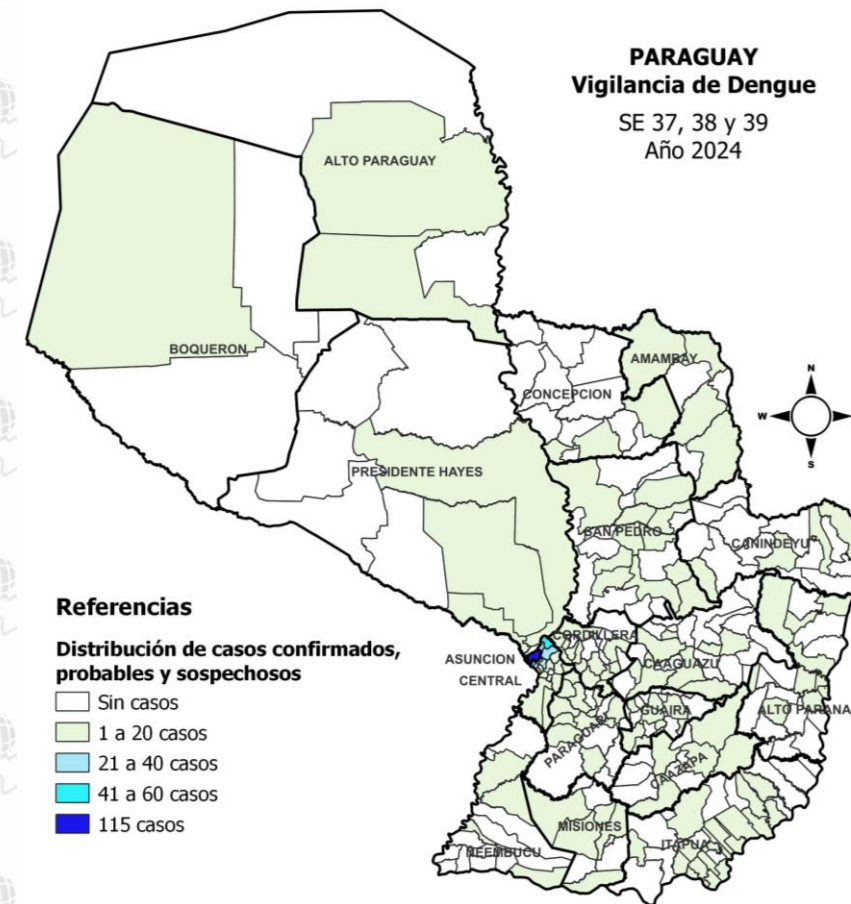 PARAGUAY
Vigilancia de Dengue
SE 37, 38 y 39
Año 2024
ALTO PARAGUAY
BOQUERON
AMAMBAY
CONCEPCION
N
W
S
PRESIDENTE HAYES
SAN PEDRO
CANINDEYU
CORDILLERA
ASUNCION
CENTRAL
CAAGUAZU
GUAIRA
ALTO PARANA
PARAGUARI
CAAZAPA
MISIONES
ITAPUA
ÑEEMBUCU
Referencias
Distribución de casos confirmados,
probables y sospechosos
Sin casos
1 a 20 casos
21 a 40 casos
41 a 60 casos
115 casos